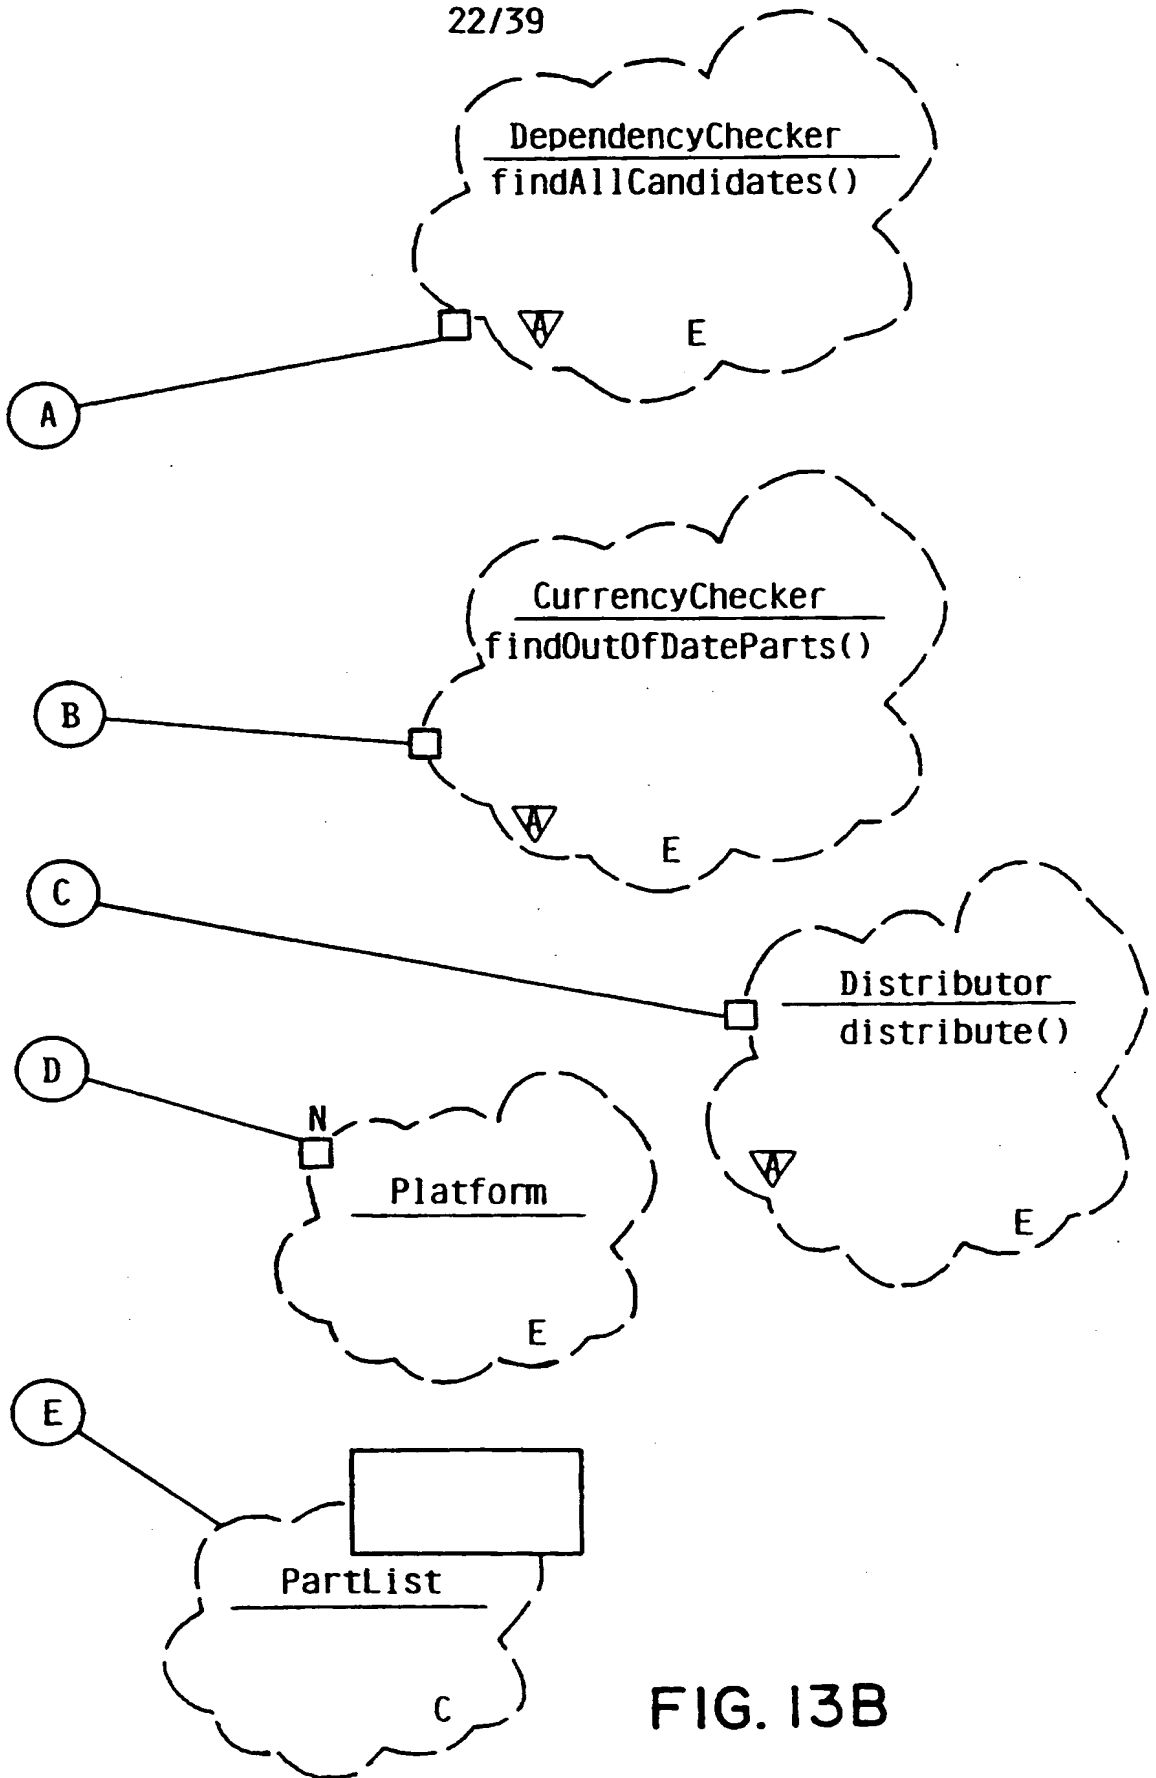 22/39
DependencyChecker
findAllCandidates()
A
E
A
CurrencyChecker
findOutOfDateParts()
B
A
E
C
Distributor
distribute()
D
N
Platform
A
E
E
E
PartList
C
FIG. 13B